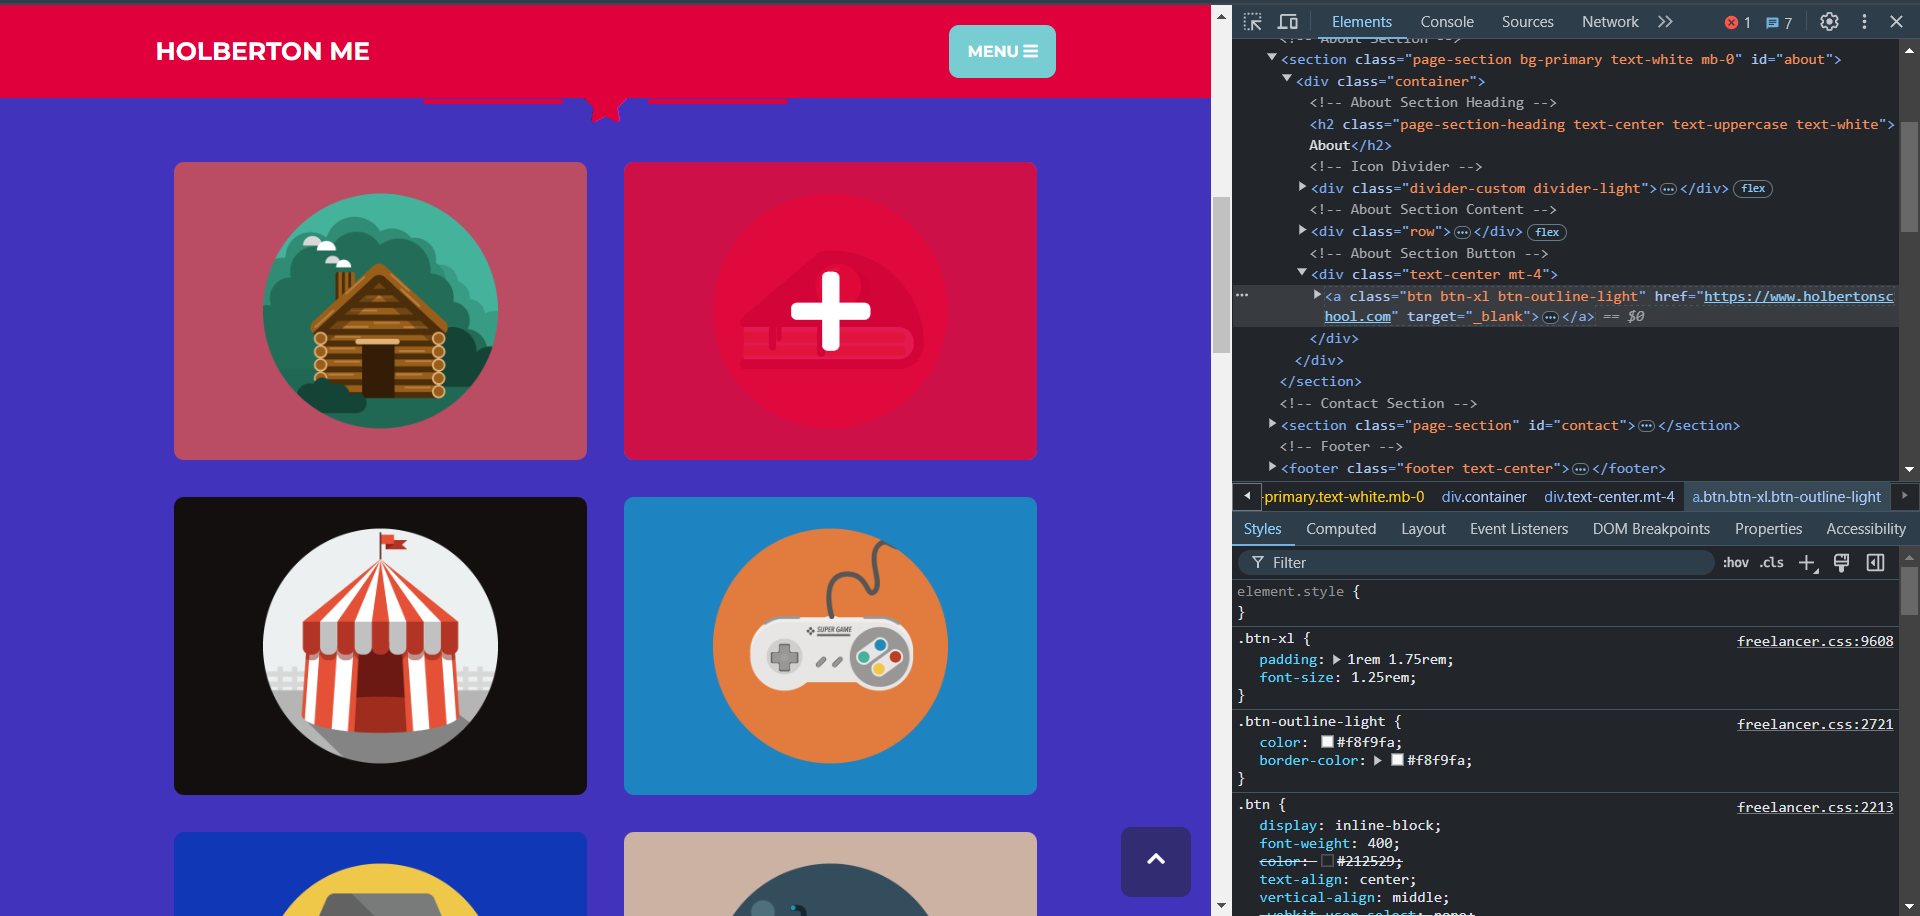 HOLBERTON ME
MENU
SUPER GAME
Elements Console Sources Network 1 7
<section class="page-section bg-primary text-white mb-0" id="about">
<div class="container">
<!-- About Section Heading -->
<h2 class="page-section-heading text-center text-uppercase text-white">
About</h2>
<!-- Icon Divider -->
<div class="divider-custom divider-light">…</div> flex
<!-- About Section Content -->
<div class="row">…</div> flex
<!-- About Section Button -->
<div class="text-center mt-4">
… <a class="btn btn-xl btn-outline-light" href="https://www.holbertonsc
hool.com" target="_blank">…</a> == $0
</div>
</div>
</section>
<!-- Contact Section -->
<section class="page-section" id="contact">…</section>
<!-- Footer -->
<footer class="footer text-center">…</footer>
-primary.text-white.mb-0 div.container div.text-center.mt-4 a.btn.btn-xl.btn-outline-light
Styles Computed Layout Event Listeners DOM Breakpoints Properties Accessibility
Filter :hov .cls
element.style {
}
.btn-xl { freelancer.css:9608
padding: 1rem 1.75rem;
font-size: 1.25rem;
}
.btn-outline-light { freelancer.css:2721
color: #f8f9fa;
border-color: #f8f9fa;
}
.btn { freelancer.css:2213
display: inline-block;
font-weight: 400;
color: #212529;
text-align: center;
vertical-align: middle;